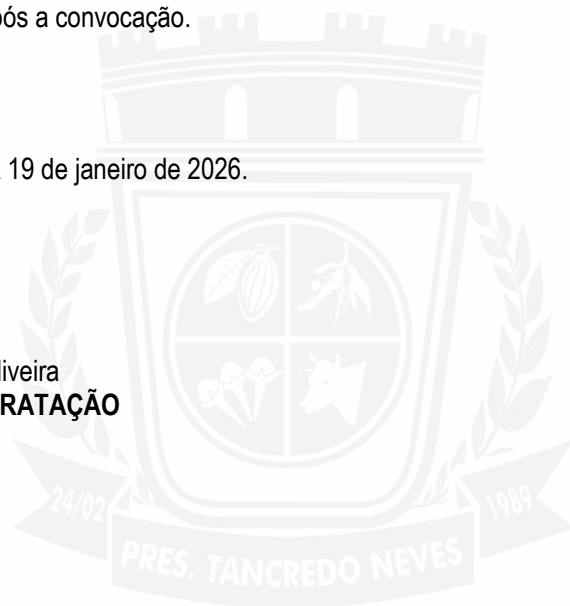 ós a convocação.
19 de janeiro de 2026.
liveira
RATAÇÃO
24/02
1989
PRES. TANCREDO NEVES